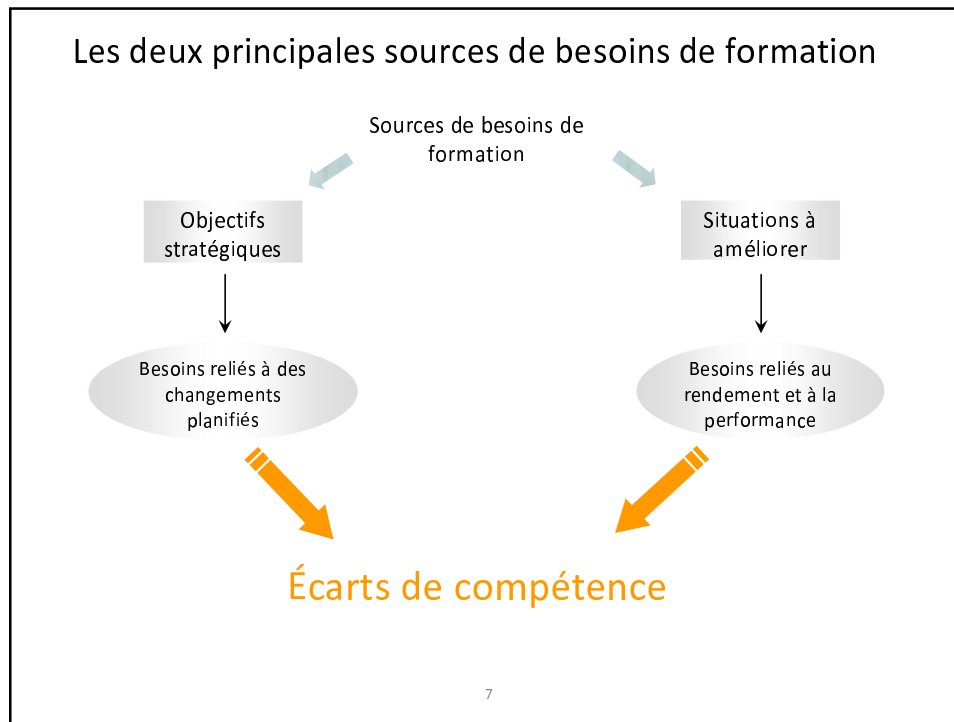 Les deux principales sources de besoins de formation
Sources de besoins de
formation
Objectifs
stratégiques
Situations à
améliorer
Besoins reliés à des
changements
planifiés
Besoins reliés au
rendement et à la
performance
Écarts de compétence
7